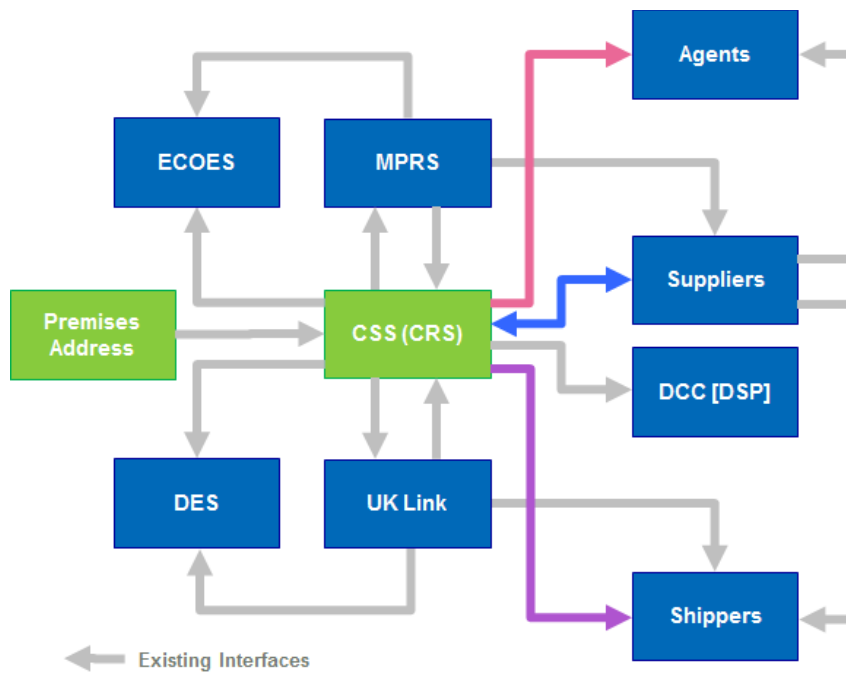 Agents
ECOES
MPRS
Suppliers
Premises
Address
CSS (CRS)
DCC [DSP]
DES
UK Link
Shippers
Existing Interfaces